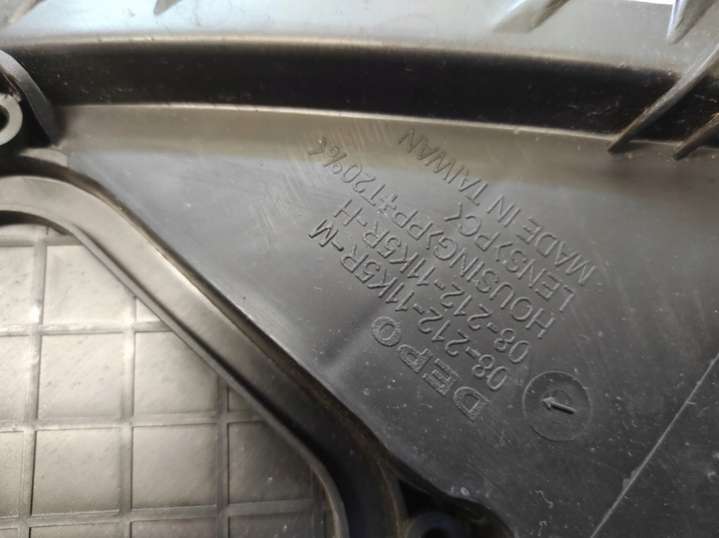 DEPO
08-212-11K5R-M
08-212-11K5R-H
HOUSING>PP+T20%<
LENS>PC<
MADE IN TAIWAN